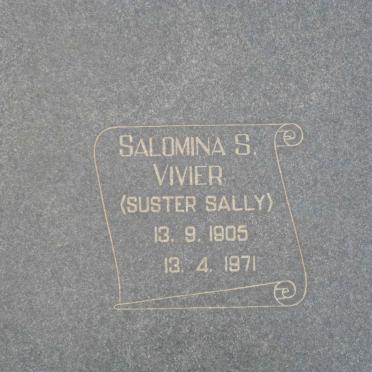 SALOMINA S.
VIVIER
(SUSTER SALLY)
13. 9. 1905
13. 4. 1971